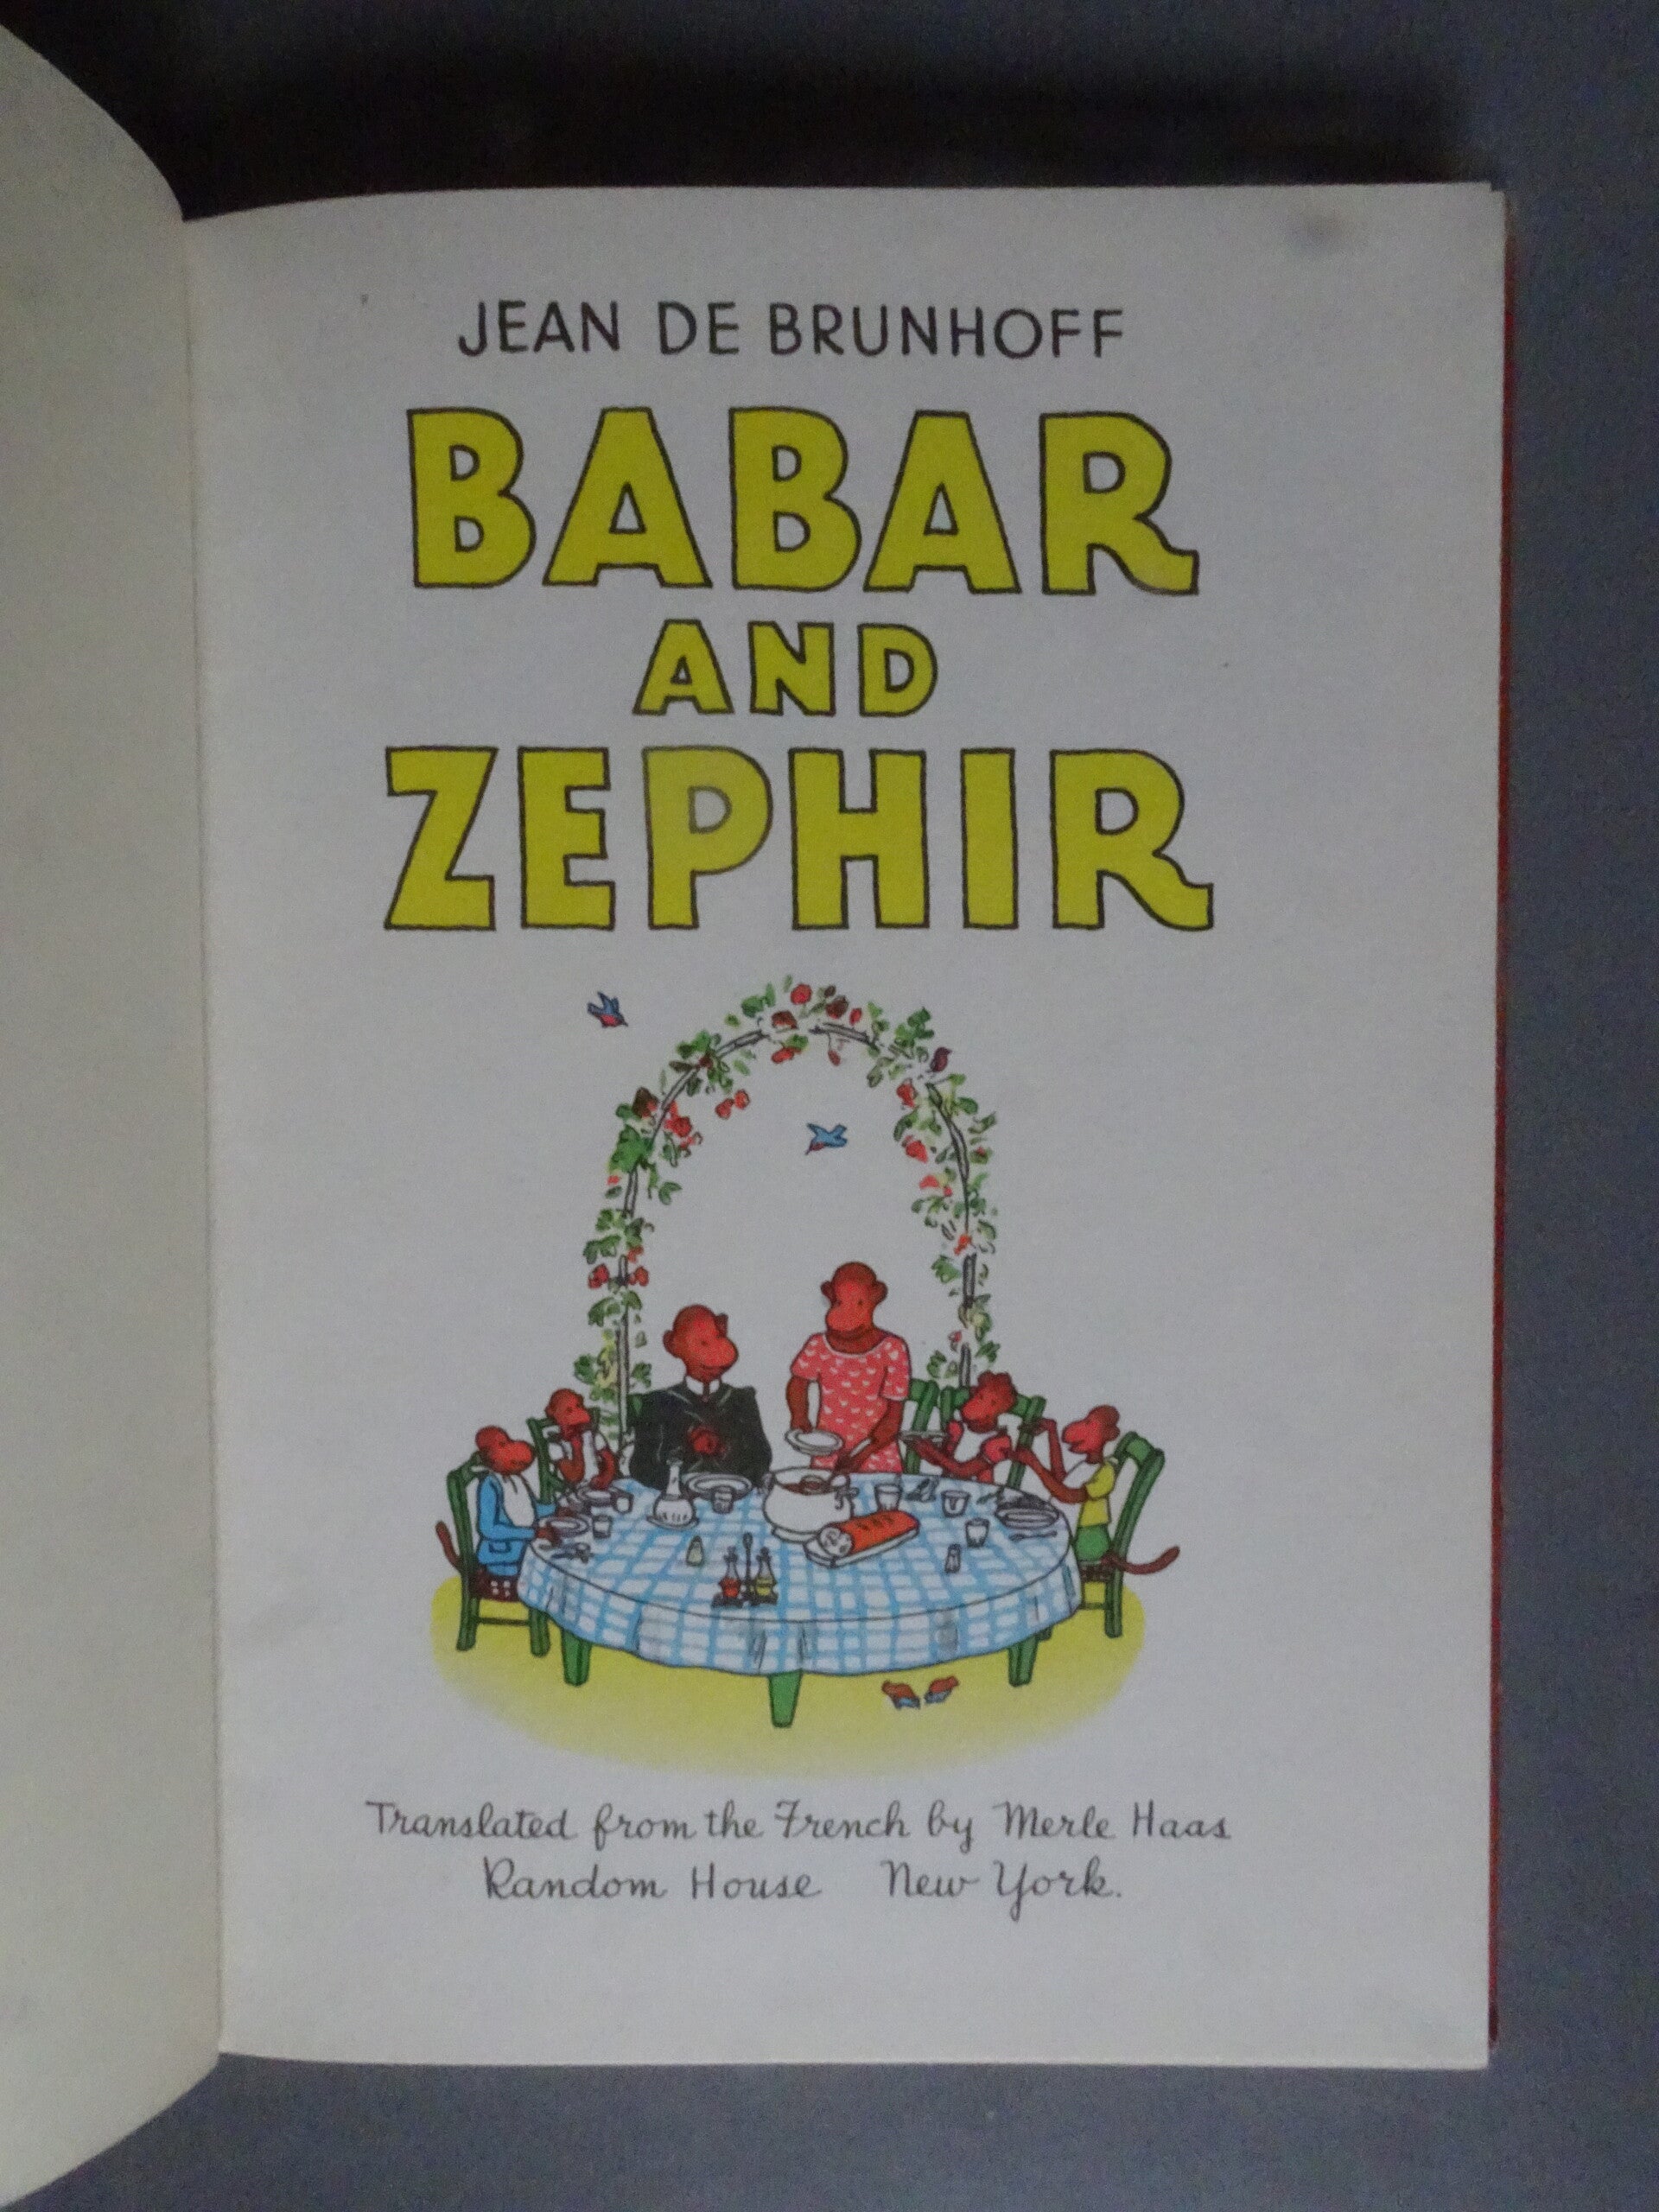 JEAN DE BRUNHOFF
BABAR
AND
ZEPHIR
Translated from the French by Merle Haas
Random House New York.